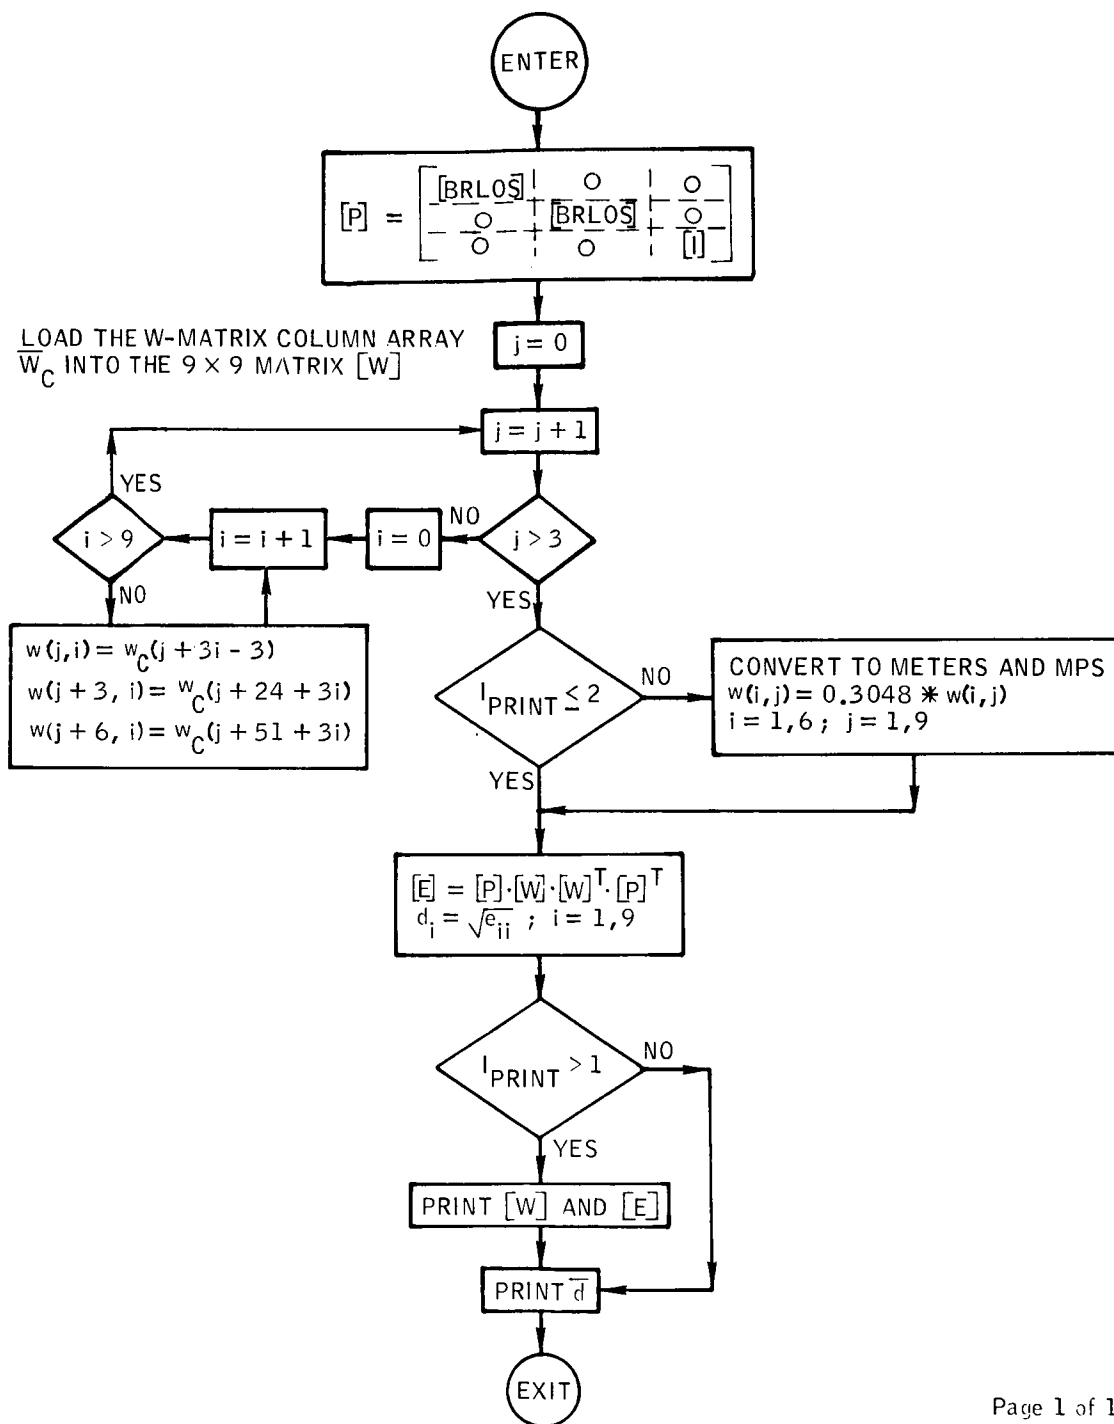 ENTER
[P] = [ [BRLOS] O O
O [BRLOS] O
O O [I] ]
LOAD THE W-MATRIX COLUMN ARRAY
W̅_C INTO THE 9 × 9 MATRIX [W]
j = 0
j = j + 1
YES
i > 9
i = i + 1
i = 0
NO
j > 3
NO
YES
w(j,i) = w_C(j + 3i - 3)
w(j + 3, i) = w_C(j + 24 + 3i)
w(j + 6, i) = w_C(j + 51 + 3i)
I_PRINT ≤ 2
NO
CONVERT TO METERS AND MPS
w(i,j) = 0.3048 * w(i,j)
i = 1,6 ; j = 1,9
YES
[E] = [P]·[W]·[W]^T·[P]^T
d_i = √e_ii ; i = 1,9
I_PRINT > 1
NO
YES
PRINT [W] AND [E]
PRINT d̅
EXIT
Page 1 of 1